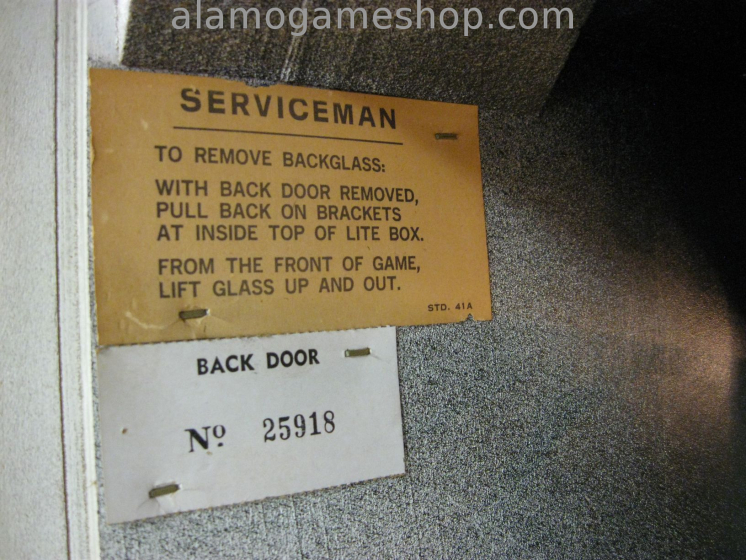 alamogameshop.com
SERVICEMAN
TO REMOVE BACKGLASS:
WITH BACK DOOR REMOVED,
PULL BACK ON BRACKETS
AT INSIDE TOP OF LITE BOX.
FROM THE FRONT OF GAME,
LIFT GLASS UP AND OUT.
STD. 41A
BACK DOOR
Nº 25918